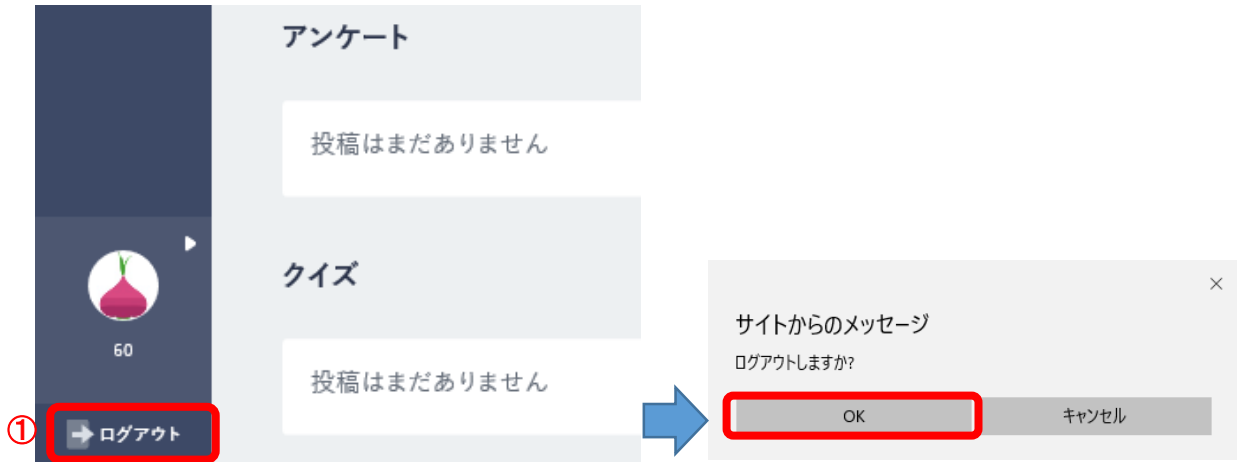 アンケート
投稿はまだありません
クイズ
投稿はまだありません
60
① ログアウト
サイトからのメッセージ
ログアウトしますか?
OK キャンセル